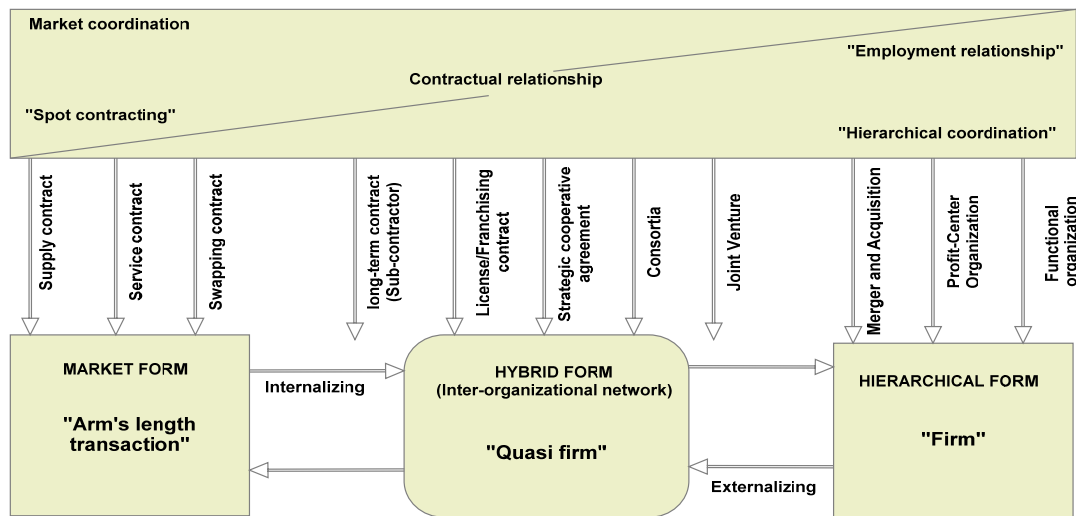 Market coordination
"Employment relationship"
Contractual relationship
"Spot contracting"
"Hierarchical coordination"
Supply contract
Service contract
Swapping contract
long-term contract
(Sub-contractor)
License/Franchising
contract
Strategic cooperative
agreement
Consortia
Joint Venture
Merger and Acquisition
Profit-Center
Organization
Functional
organization
MARKET FORM
"Arm's length
transaction"
Internalizing
HYBRID FORM
(Inter-organizational network)
"Quasi firm"
Externalizing
HIERARCHICAL FORM
"Firm"